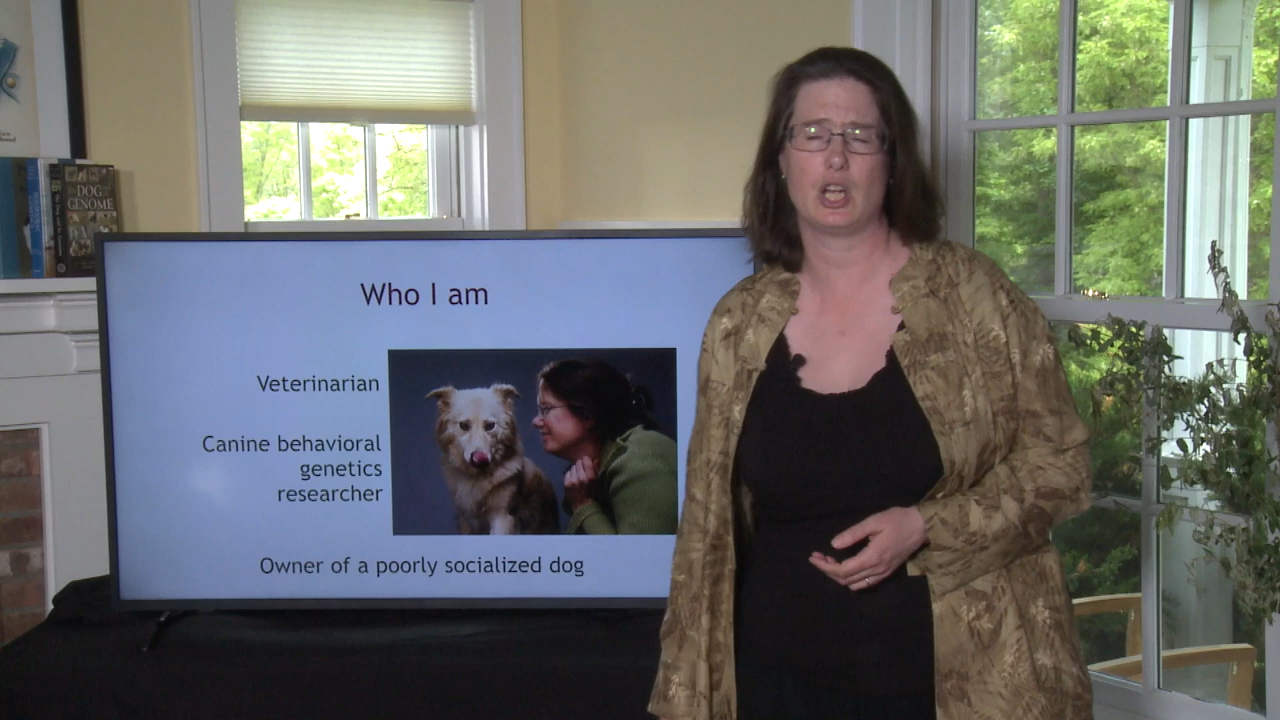 Who I am
Veterinarian
Canine behavioral
genetics
researcher
Owner of a poorly socialized dog
DOG
GENOME